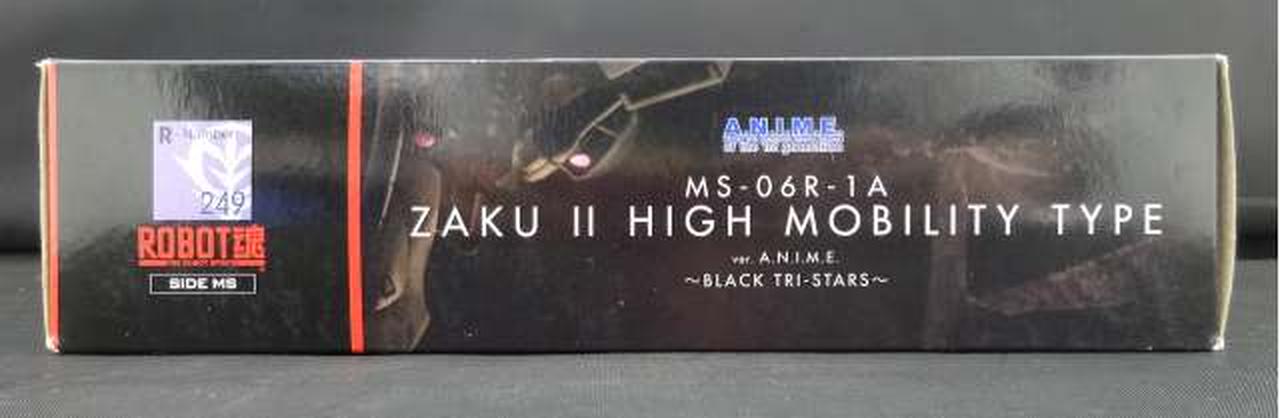 R-Number
249
ROBOT魂
SIDE MS
A.N.I.M.E.
MS-06R-1A
ZAKU II HIGH MOBILITY TYPE
ver. A.N.I.M.E.
～BLACK TRI-STARS～